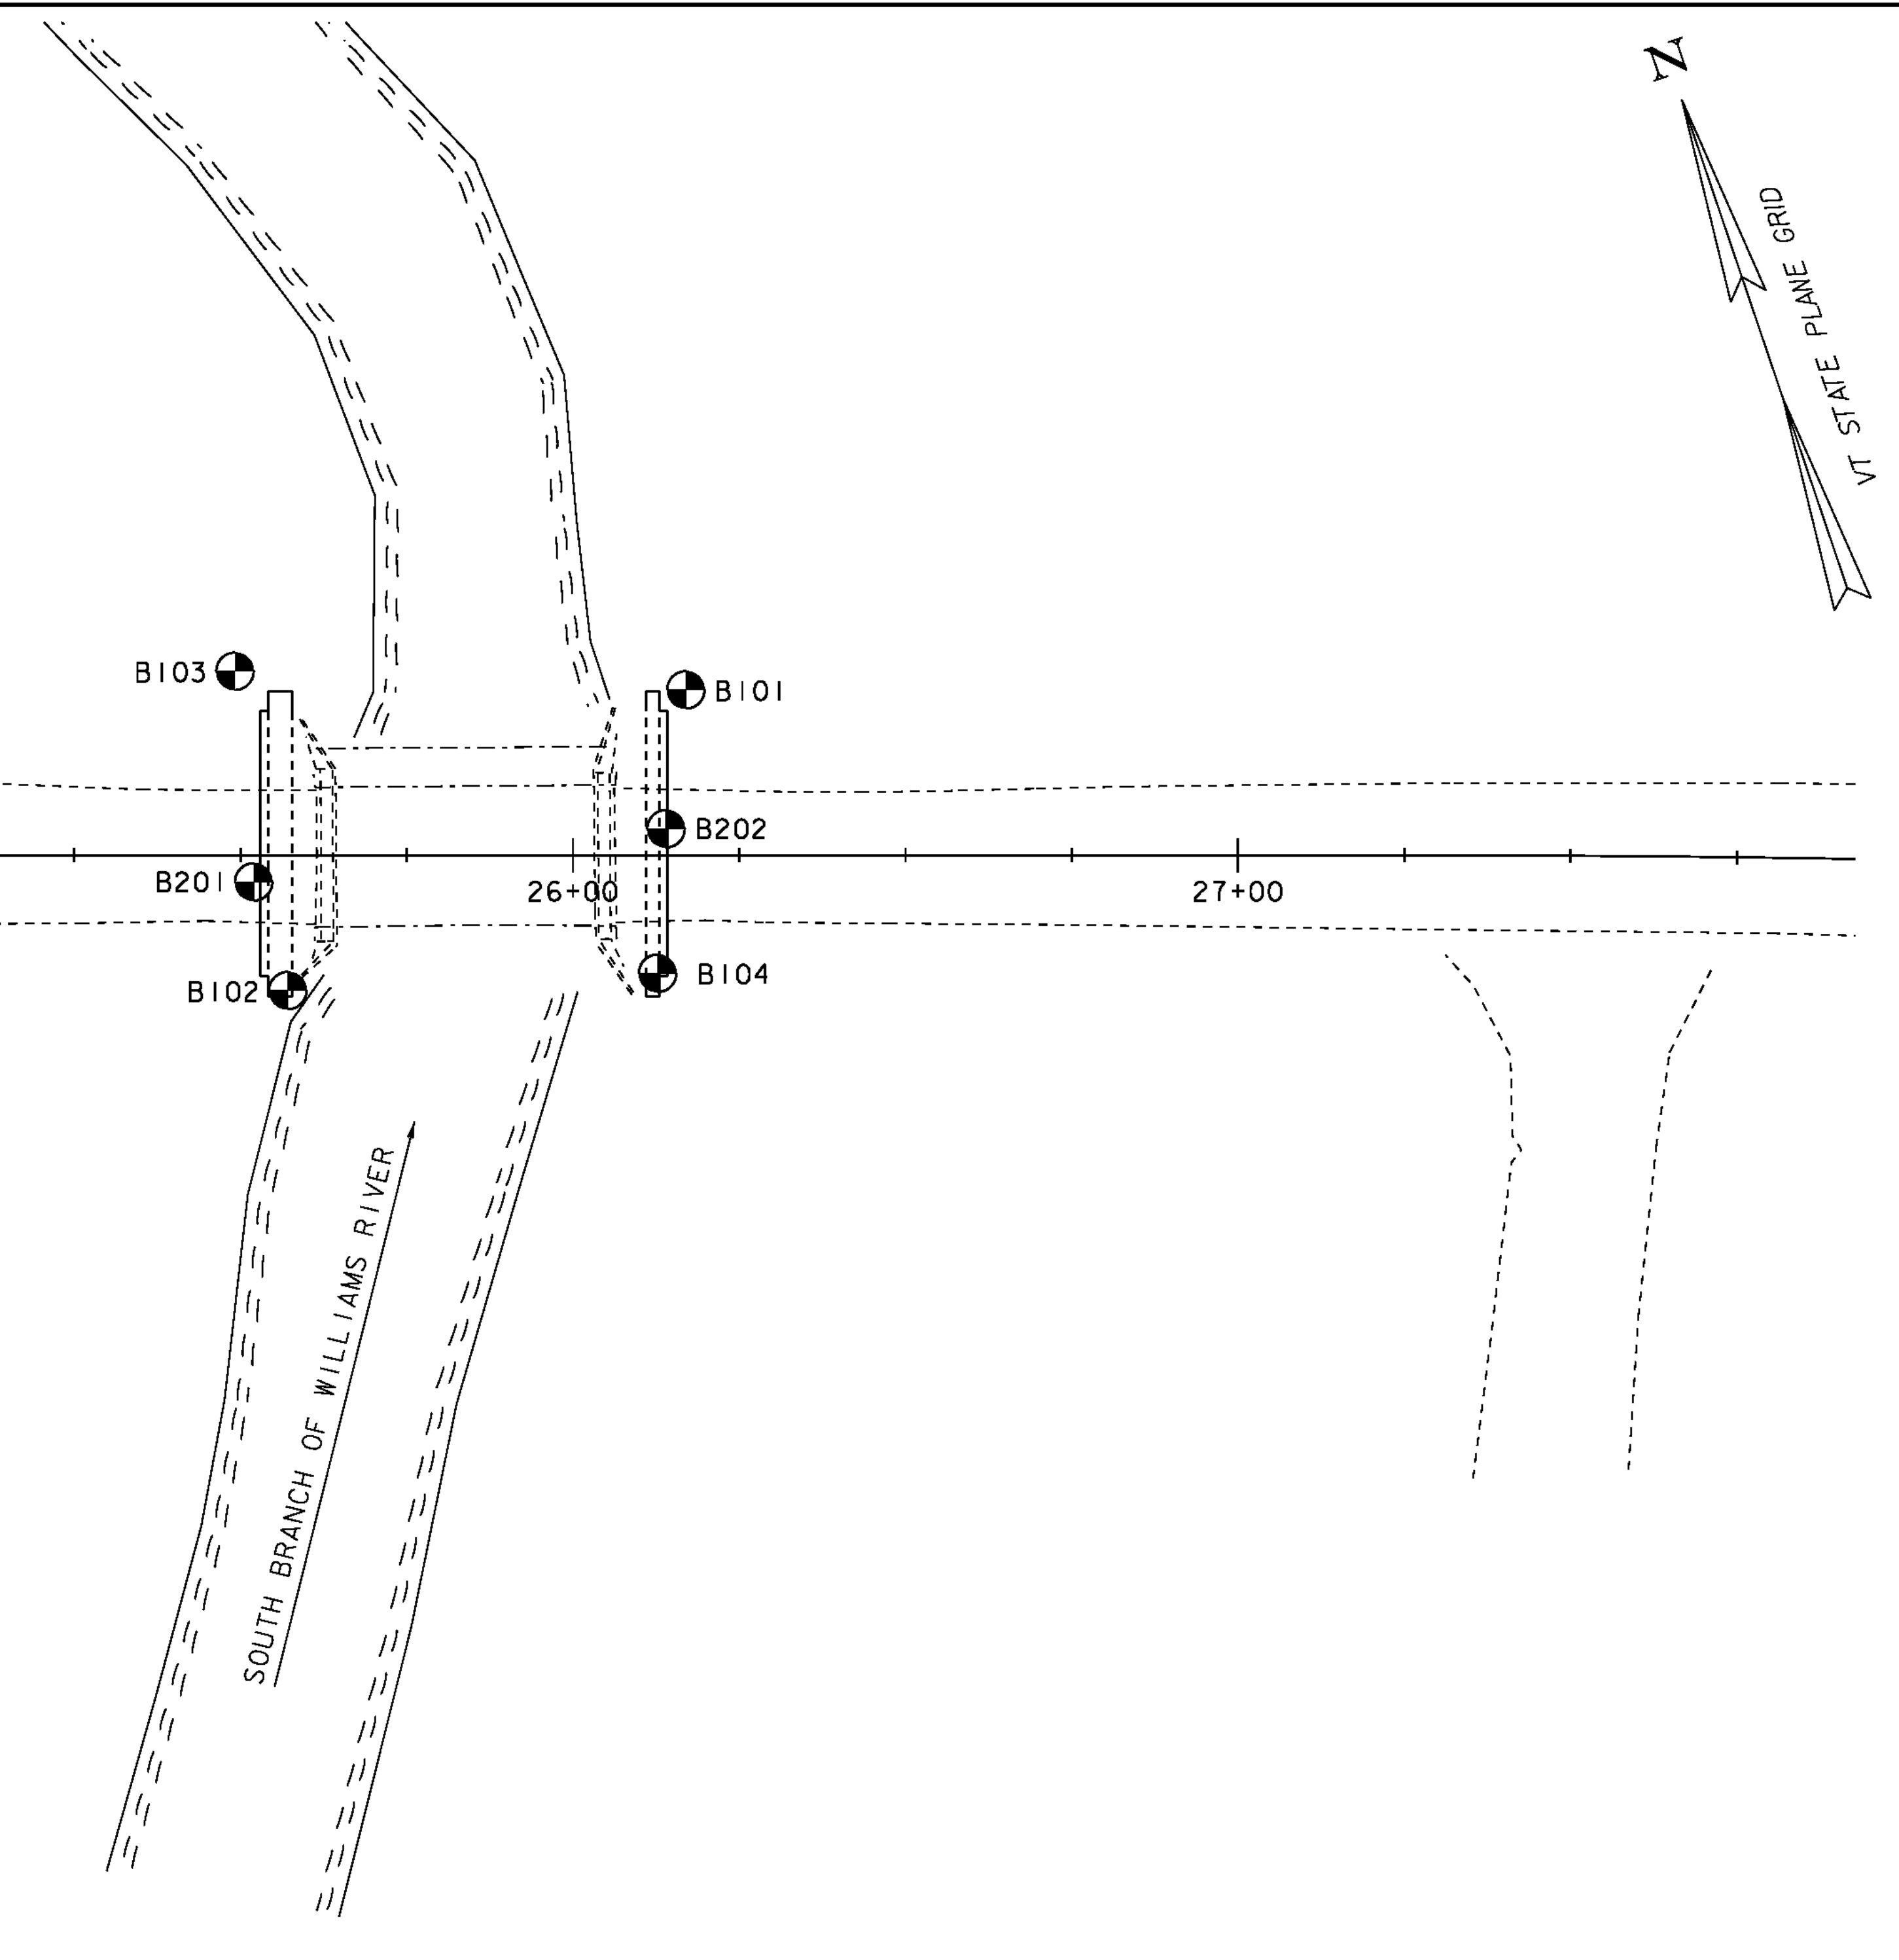 N
VT STATE PLANE GRID
B103
B101
B202
B201
26+00
27+00
B102
B104
SOUTH BRANCH OF WILLIAMS RIVER